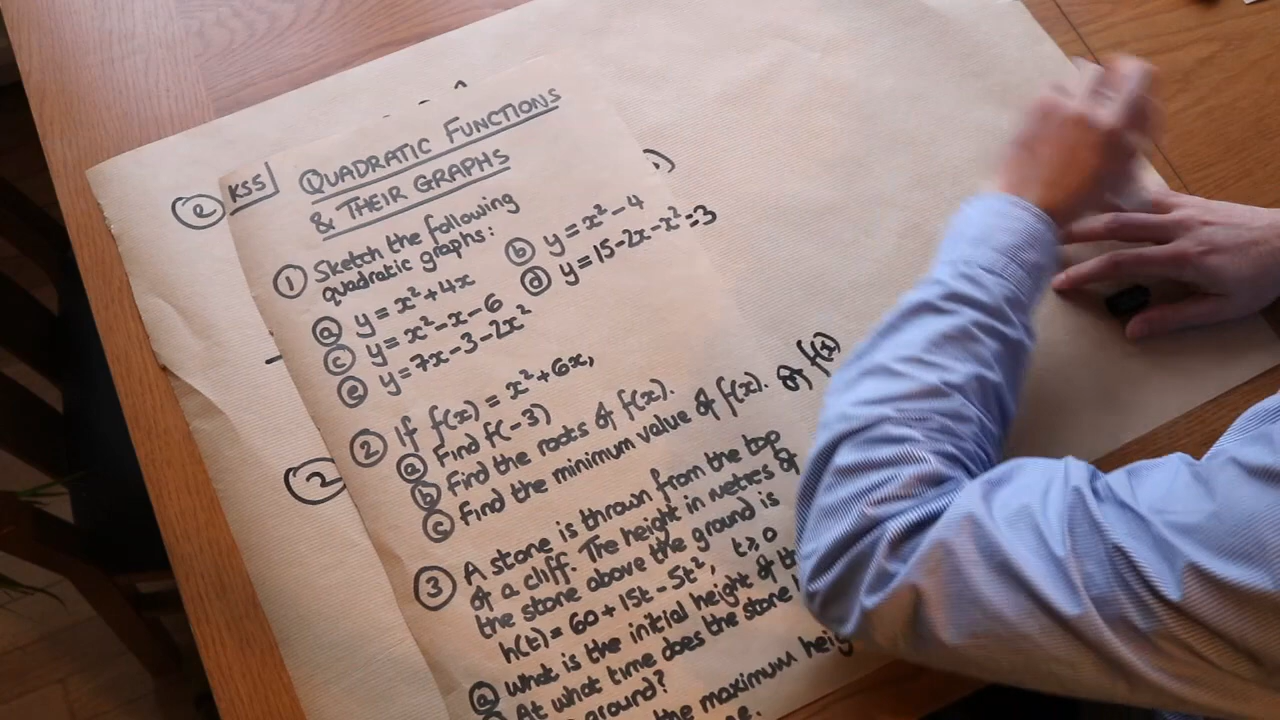 ② KS5
QUADRATIC FUNCTIONS
& THEIR GRAPHS
① Sketch the following
quadratic graphs:
ⓐ y = x² + 4x ⓑ y = x² - 4
ⓒ y = x² - x - 6 ⓓ y = 15 - 2x - x² = 3
ⓔ y = 7x - 3 - 2x²
② If f(x) = x² + 6x,
ⓐ Find f(-3)
ⓑ Find the roots of f(x).
ⓒ Find the minimum value of f(x). of f(x)
②
③ A stone is thrown from the top
of a cliff. The height in metres of
the stone above the ground is
h(t) = 60 + 15t - 5t², t ≥ 0
ⓐ What is the initial height of
At what time does the stone
ground?
the maximum